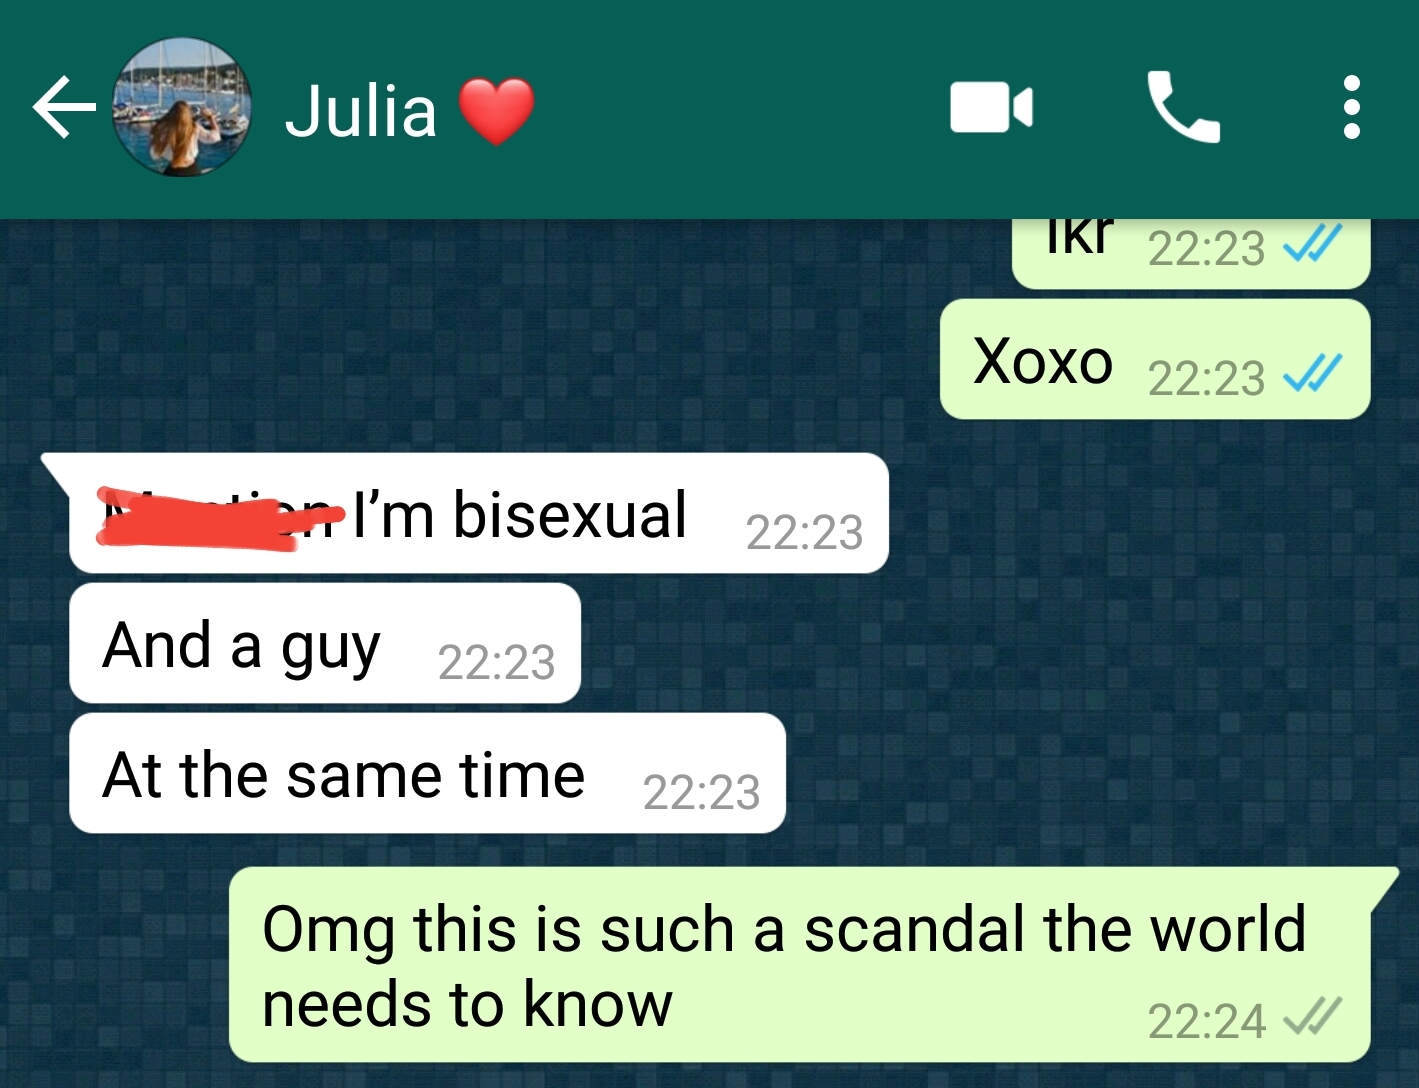 Julia ❤️
Ikr 22:23
Xoxo 22:23
I’m bisexual 22:23
And a guy 22:23
At the same time 22:23
Omg this is such a scandal the world
needs to know 22:24